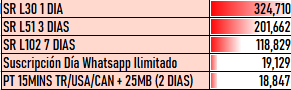 SR L30 1 DIA 324,710
SR L51 3 DIAS 201,662
SR L102 7 DIAS 118,829
Suscripción Día Whatsapp Ilimitado 19,129
PT 15MINS TR/USA/CAN + 25MB (2 DIAS) 18,847